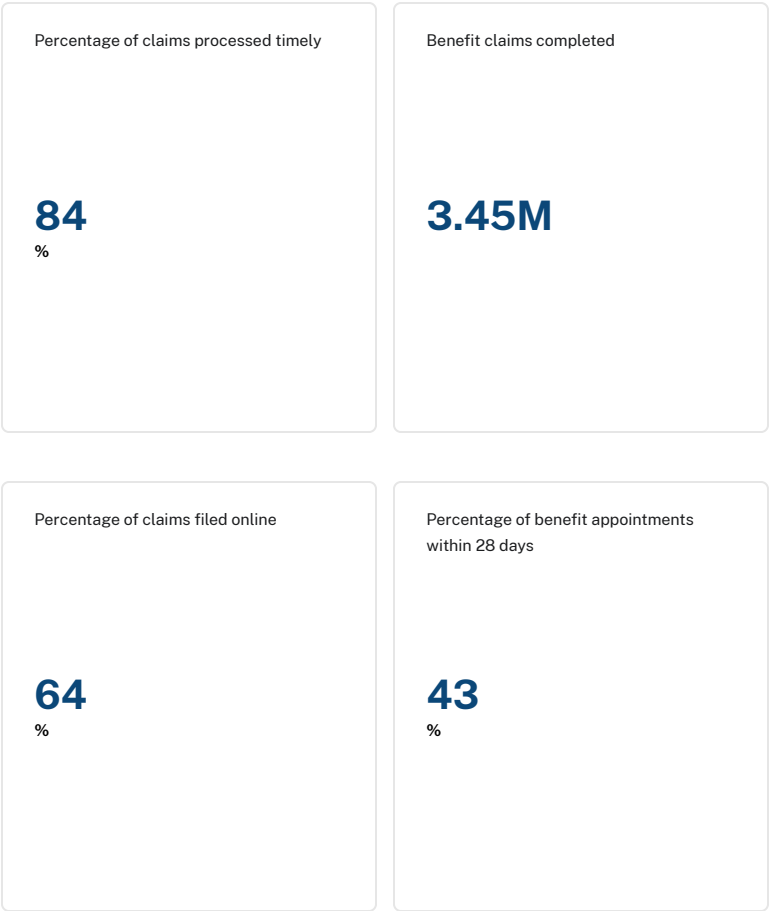 Percentage of claims processed timely
84
%
Benefit claims completed
3.45M
Percentage of claims filed online
64
%
Percentage of benefit appointments
within 28 days
43
%